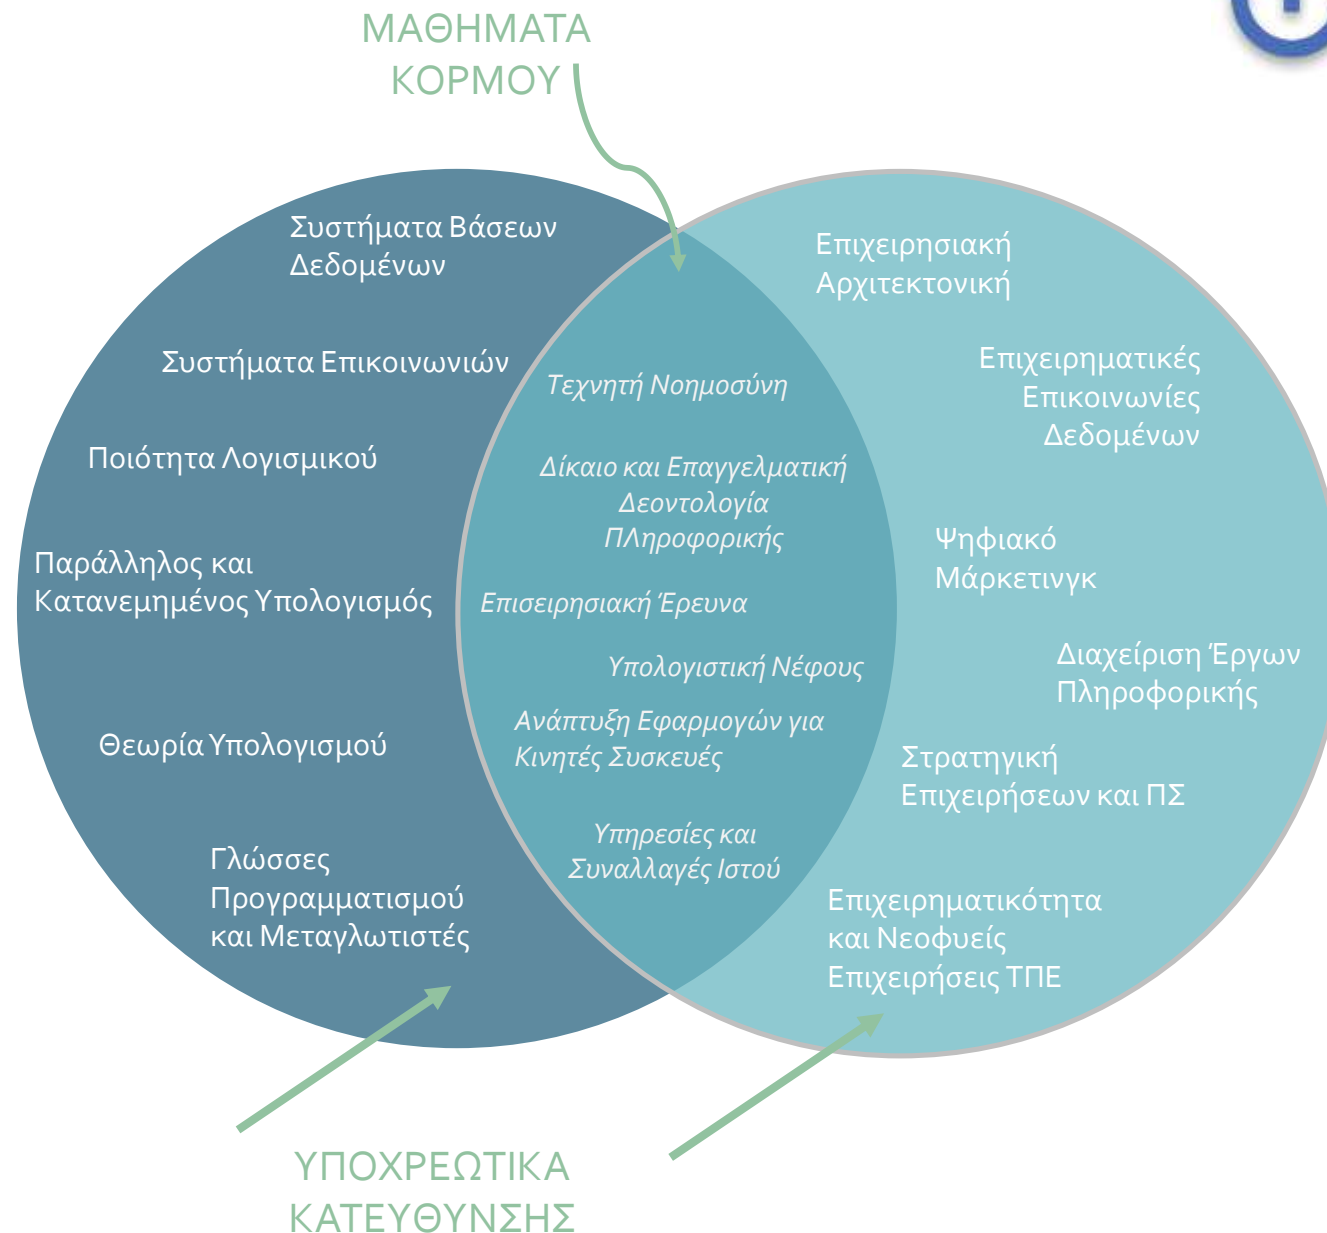 ΜΑΘΗΜΑΤΑ
ΚΟΡΜΟΥ
Συστήματα Βάσεων
Δεδομένων
Συστήματα Επικοινωνιών
Ποιότητα Λογισμικού
Παράλληλος και
Κατανεμημένος Υπολογισμός
Θεωρία Υπολογισμού
Γλώσσες
Προγραμματισμού
και Μεταγλωτιστές
Τεχνητή Νοημοσύνη
Δίκαιο και Επαγγελματική
Δεοντολογία
ΠΛηροφορικής
Επισειρησιακή Έρευνα
Υπολογιστική Νέφους
Ανάπτυξη Εφαρμογών για
Κινητές Συσκευές
Υπηρεσίες και
Συναλλαγές Ιστού
Επιχειρησιακή
Αρχιτεκτονική
Επιχειρηματικές
Επικοινωνίες
Δεδομένων
Ψηφιακό
Μάρκετινγκ
Διαχείριση Έργων
Πληροφορικής
Στρατηγική
Επιχειρήσεων και ΠΣ
Επιχειρηματικότητα
και Νεοφυείς
Επιχειρήσεις ΤΠΕ
ΥΠΟΧΡΕΩΤΙΚΑ
ΚΑΤΕΥΘΥΝΣΗΣ